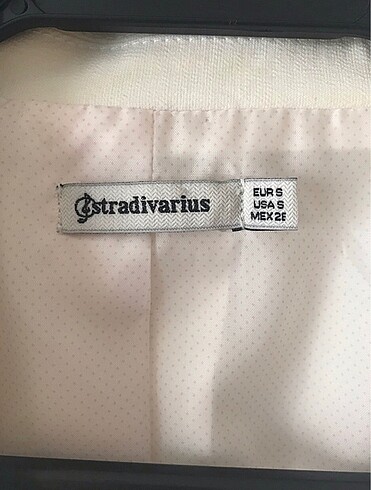 stradivarius
EUR S
USA S
MEX 2